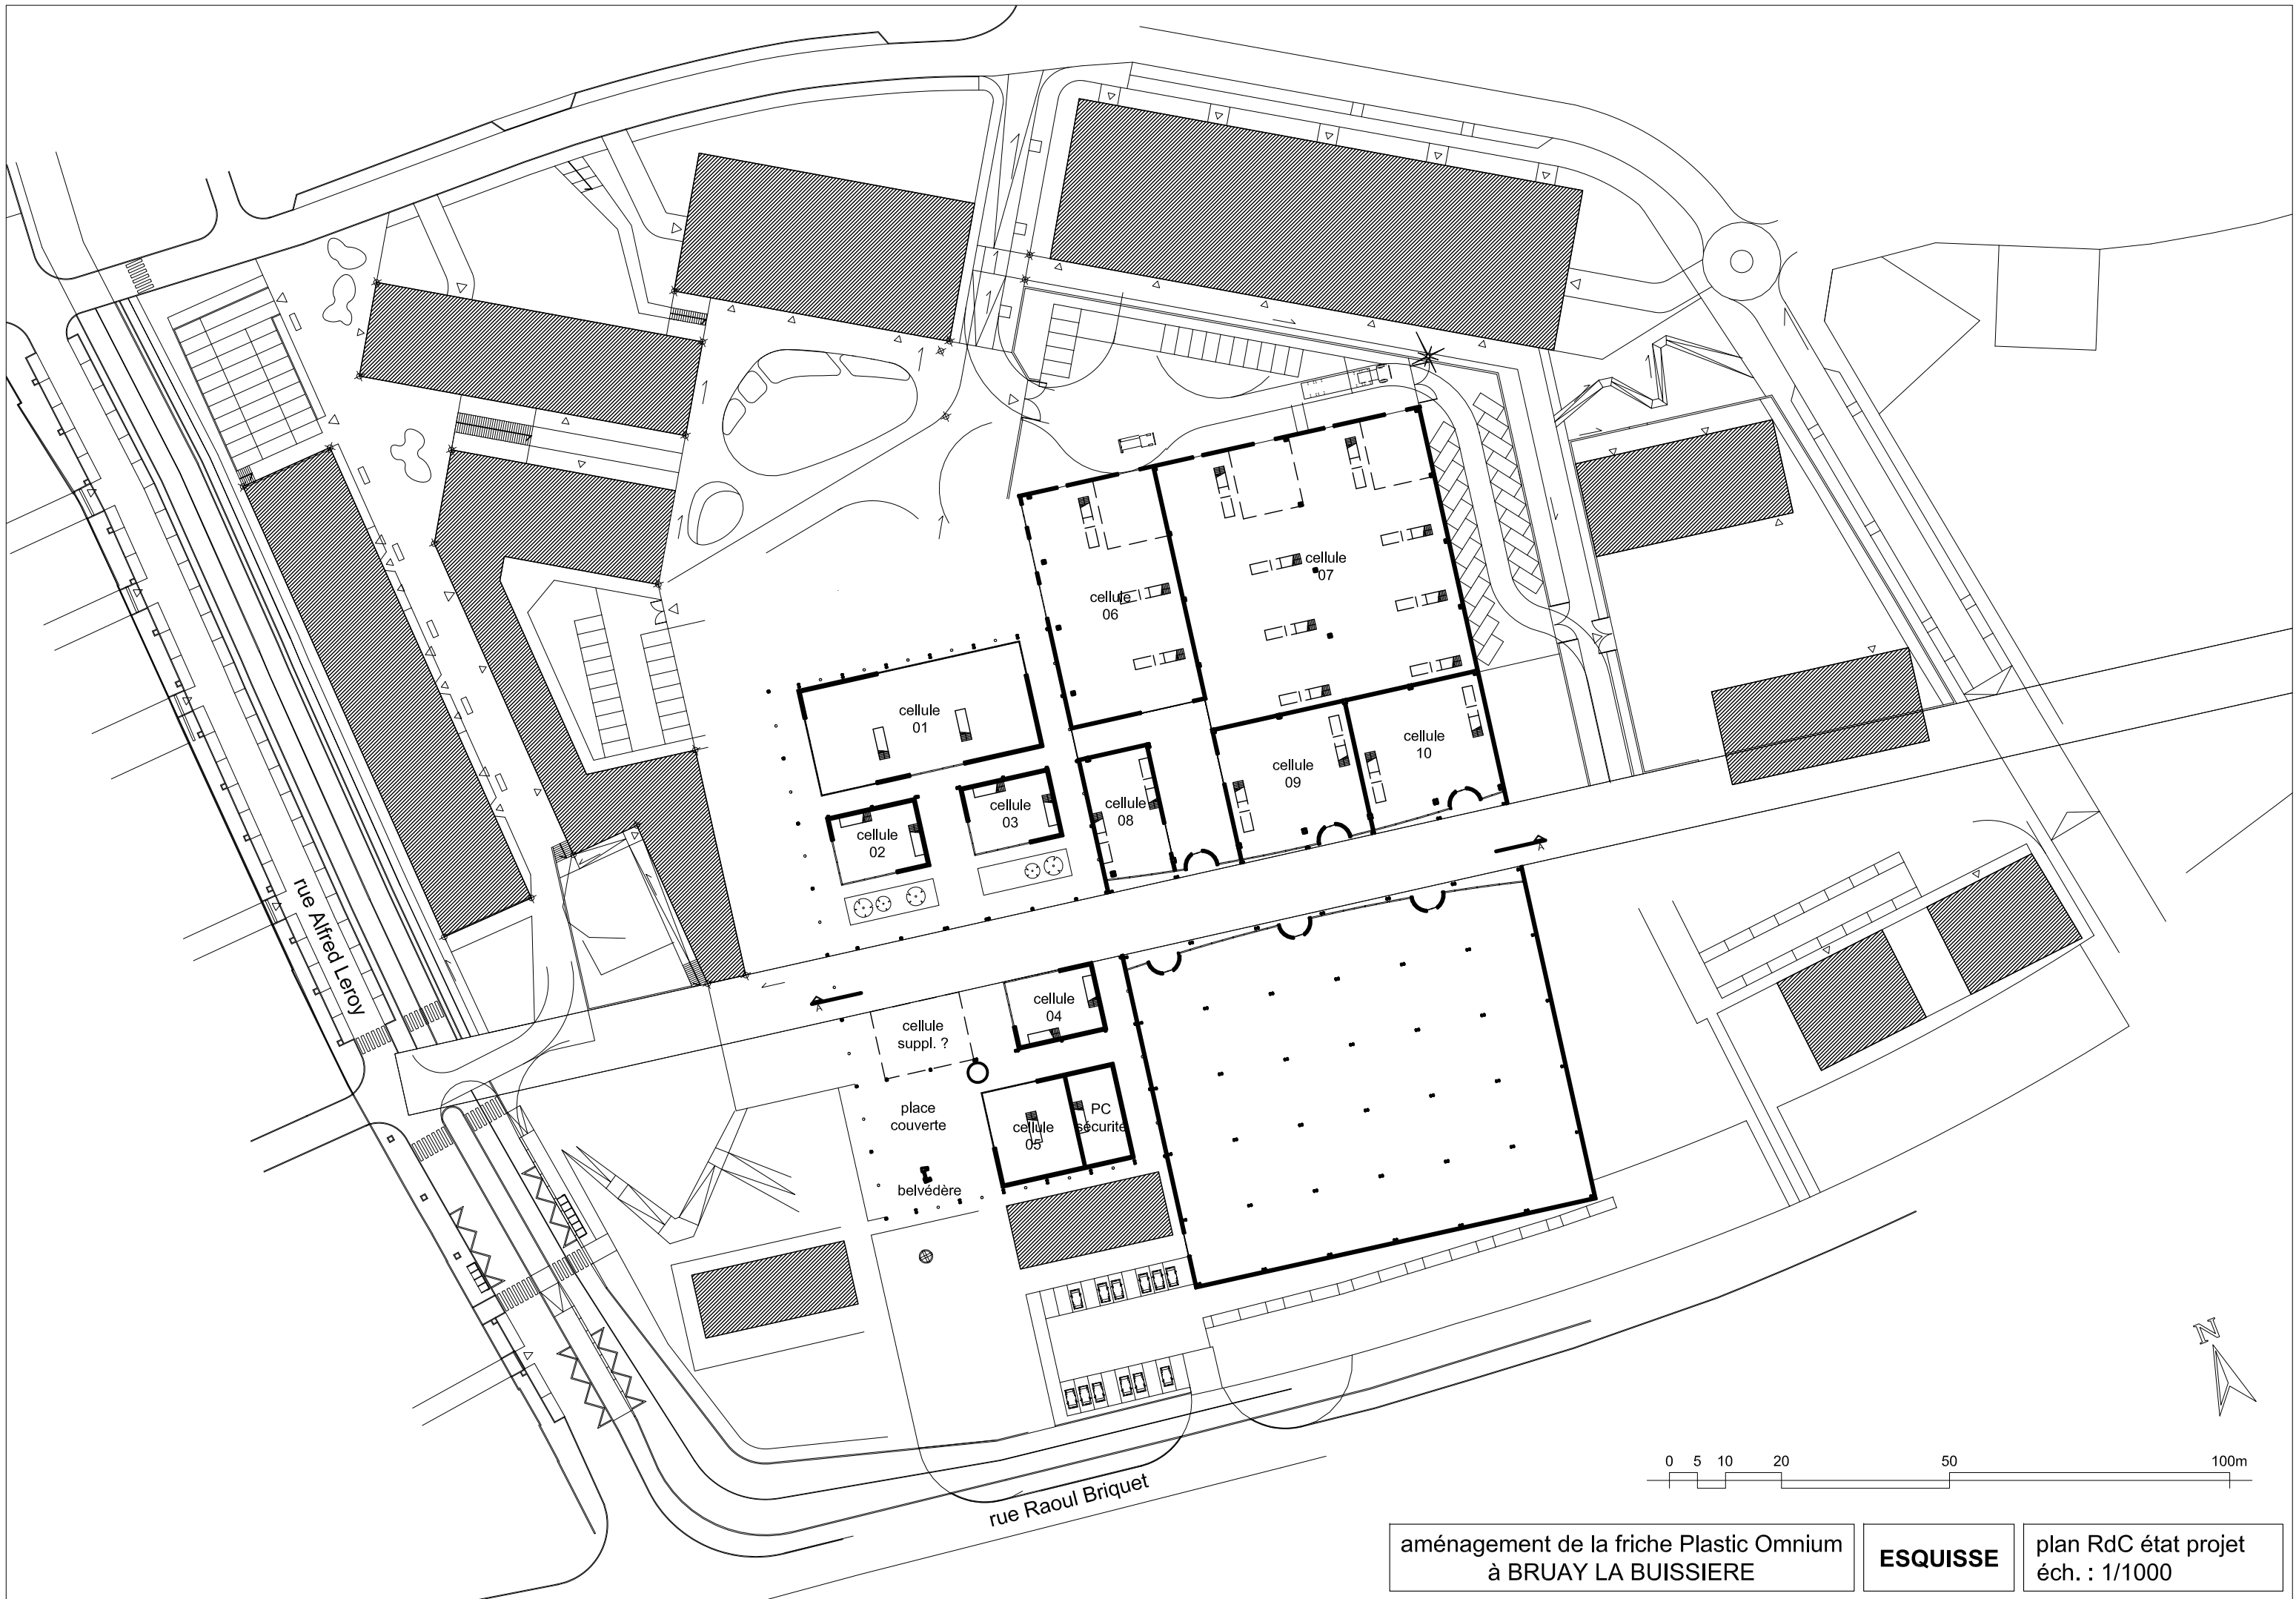 cellule
07
cellule
06
cellule
01
cellule
10
cellule
09
cellule
03
cellule
08
cellule
02
A
rue Alfred Leroy
cellule
04
A
cellule
suppl. ?
place
couverte
PC
sécurité
cellule
05
belvédère
N
rue Raoul Briquet
0 5 10 20 50 100m
aménagement de la friche Plastic Omnium
à BRUAY LA BUISSIERE
ESQUISSE
plan RdC état projet
éch. : 1/1000